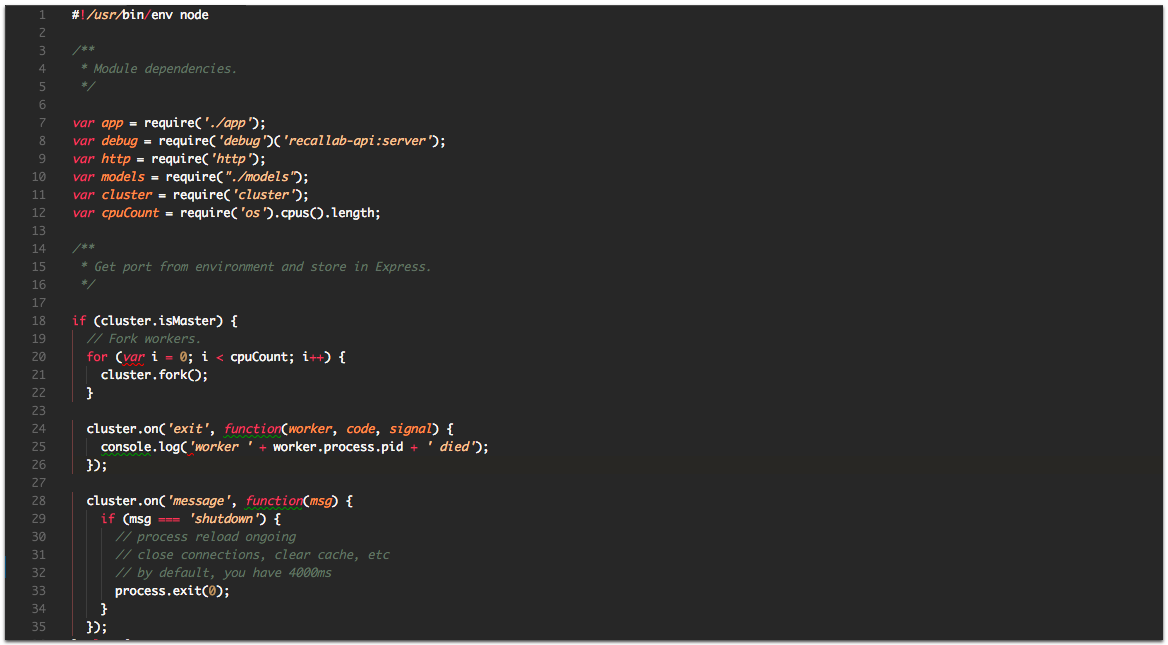 1 #!/usr/bin/env node
2
3 /**
4  * Module dependencies.
5  */
6
7 var app = require('./app');
8 var debug = require('debug')('recallab-api:server');
9 var http = require('http');
10 var models = require("./models");
11 var cluster = require('cluster');
12 var cpuCount = require('os').cpus().length;
13
14 /**
15  * Get port from environment and store in Express.
16  */
17
18 if (cluster.isMaster) {
19   // Fork workers.
20   for (var i = 0; i < cpuCount; i++) {
21     cluster.fork();
22   }
23
24   cluster.on('exit', function(worker, code, signal) {
25     console.log('worker ' + worker.process.pid + ' died');
26   });
27
28   cluster.on('message', function(msg) {
29     if (msg === 'shutdown') {
30       // process reload ongoing
31       // close connections, clear cache, etc
32       // by default, you have 4000ms
33       process.exit(0);
34     }
35   });